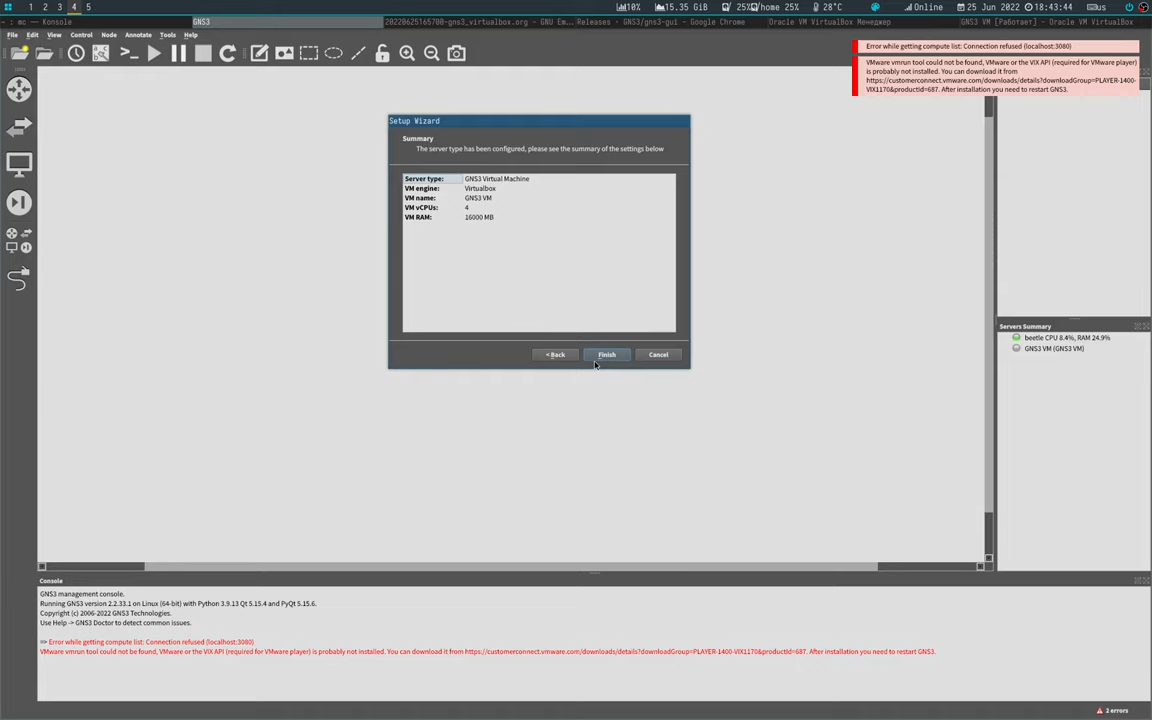 1 2 3 4 5
10% 15.35 GiB / 25% /home 25% 28°C Online 25 Jun 2022 18:43:44 us
~ : mc — Konsole
GNS3
20220625165708-gns3_virtualbox.org - GNU Em...
Releases · GNS3/gns3-gui - Google Chrome
Oracle VM VirtualBox Менеджер
GNS3 VM [Работает] - Oracle VM VirtualBox
File Edit View Control Node Annotate Tools Help
Error while getting compute list: Connection refused (localhost:3080)
VMware vmrun tool could not be found, VMware or the VIX API (required for VMware player)
is probably not installed. You can download it from
https://customerconnect.vmware.com/downloads/details?downloadGroup=PLAYER-1400-
VIX1170&productId=687. After installation you need to restart GNS3.
Setup Wizard
Summary
The server type has been configured, please see the summary of the settings below
Server type: GNS3 Virtual Machine
VM engine: Virtualbox
VM name: GNS3 VM
VM vCPUs: 4
VM RAM: 16000 MB
< Back Finish Cancel
Servers Summary
beetle CPU 8.4%, RAM 24.9%
GNS3 VM (GNS3 VM)
Console
GNS3 management console.
Running GNS3 version 2.2.33.1 on Linux (64-bit) with Python 3.9.13 Qt 5.15.4 and PyQt 5.15.6.
Copyright (c) 2006-2022 GNS3 Technologies.
Use Help -> GNS3 Doctor to detect common issues.
=> Error while getting compute list: Connection refused (localhost:3080)
VMware vmrun tool could not be found, VMware or the VIX API (required for VMware player) is probably not installed. You can download it from https://customerconnect.vmware.com/downloads/details?downloadGroup=PLAYER-1400-VIX1170&productId=687. After installation you need to restart GNS3.
2 errors